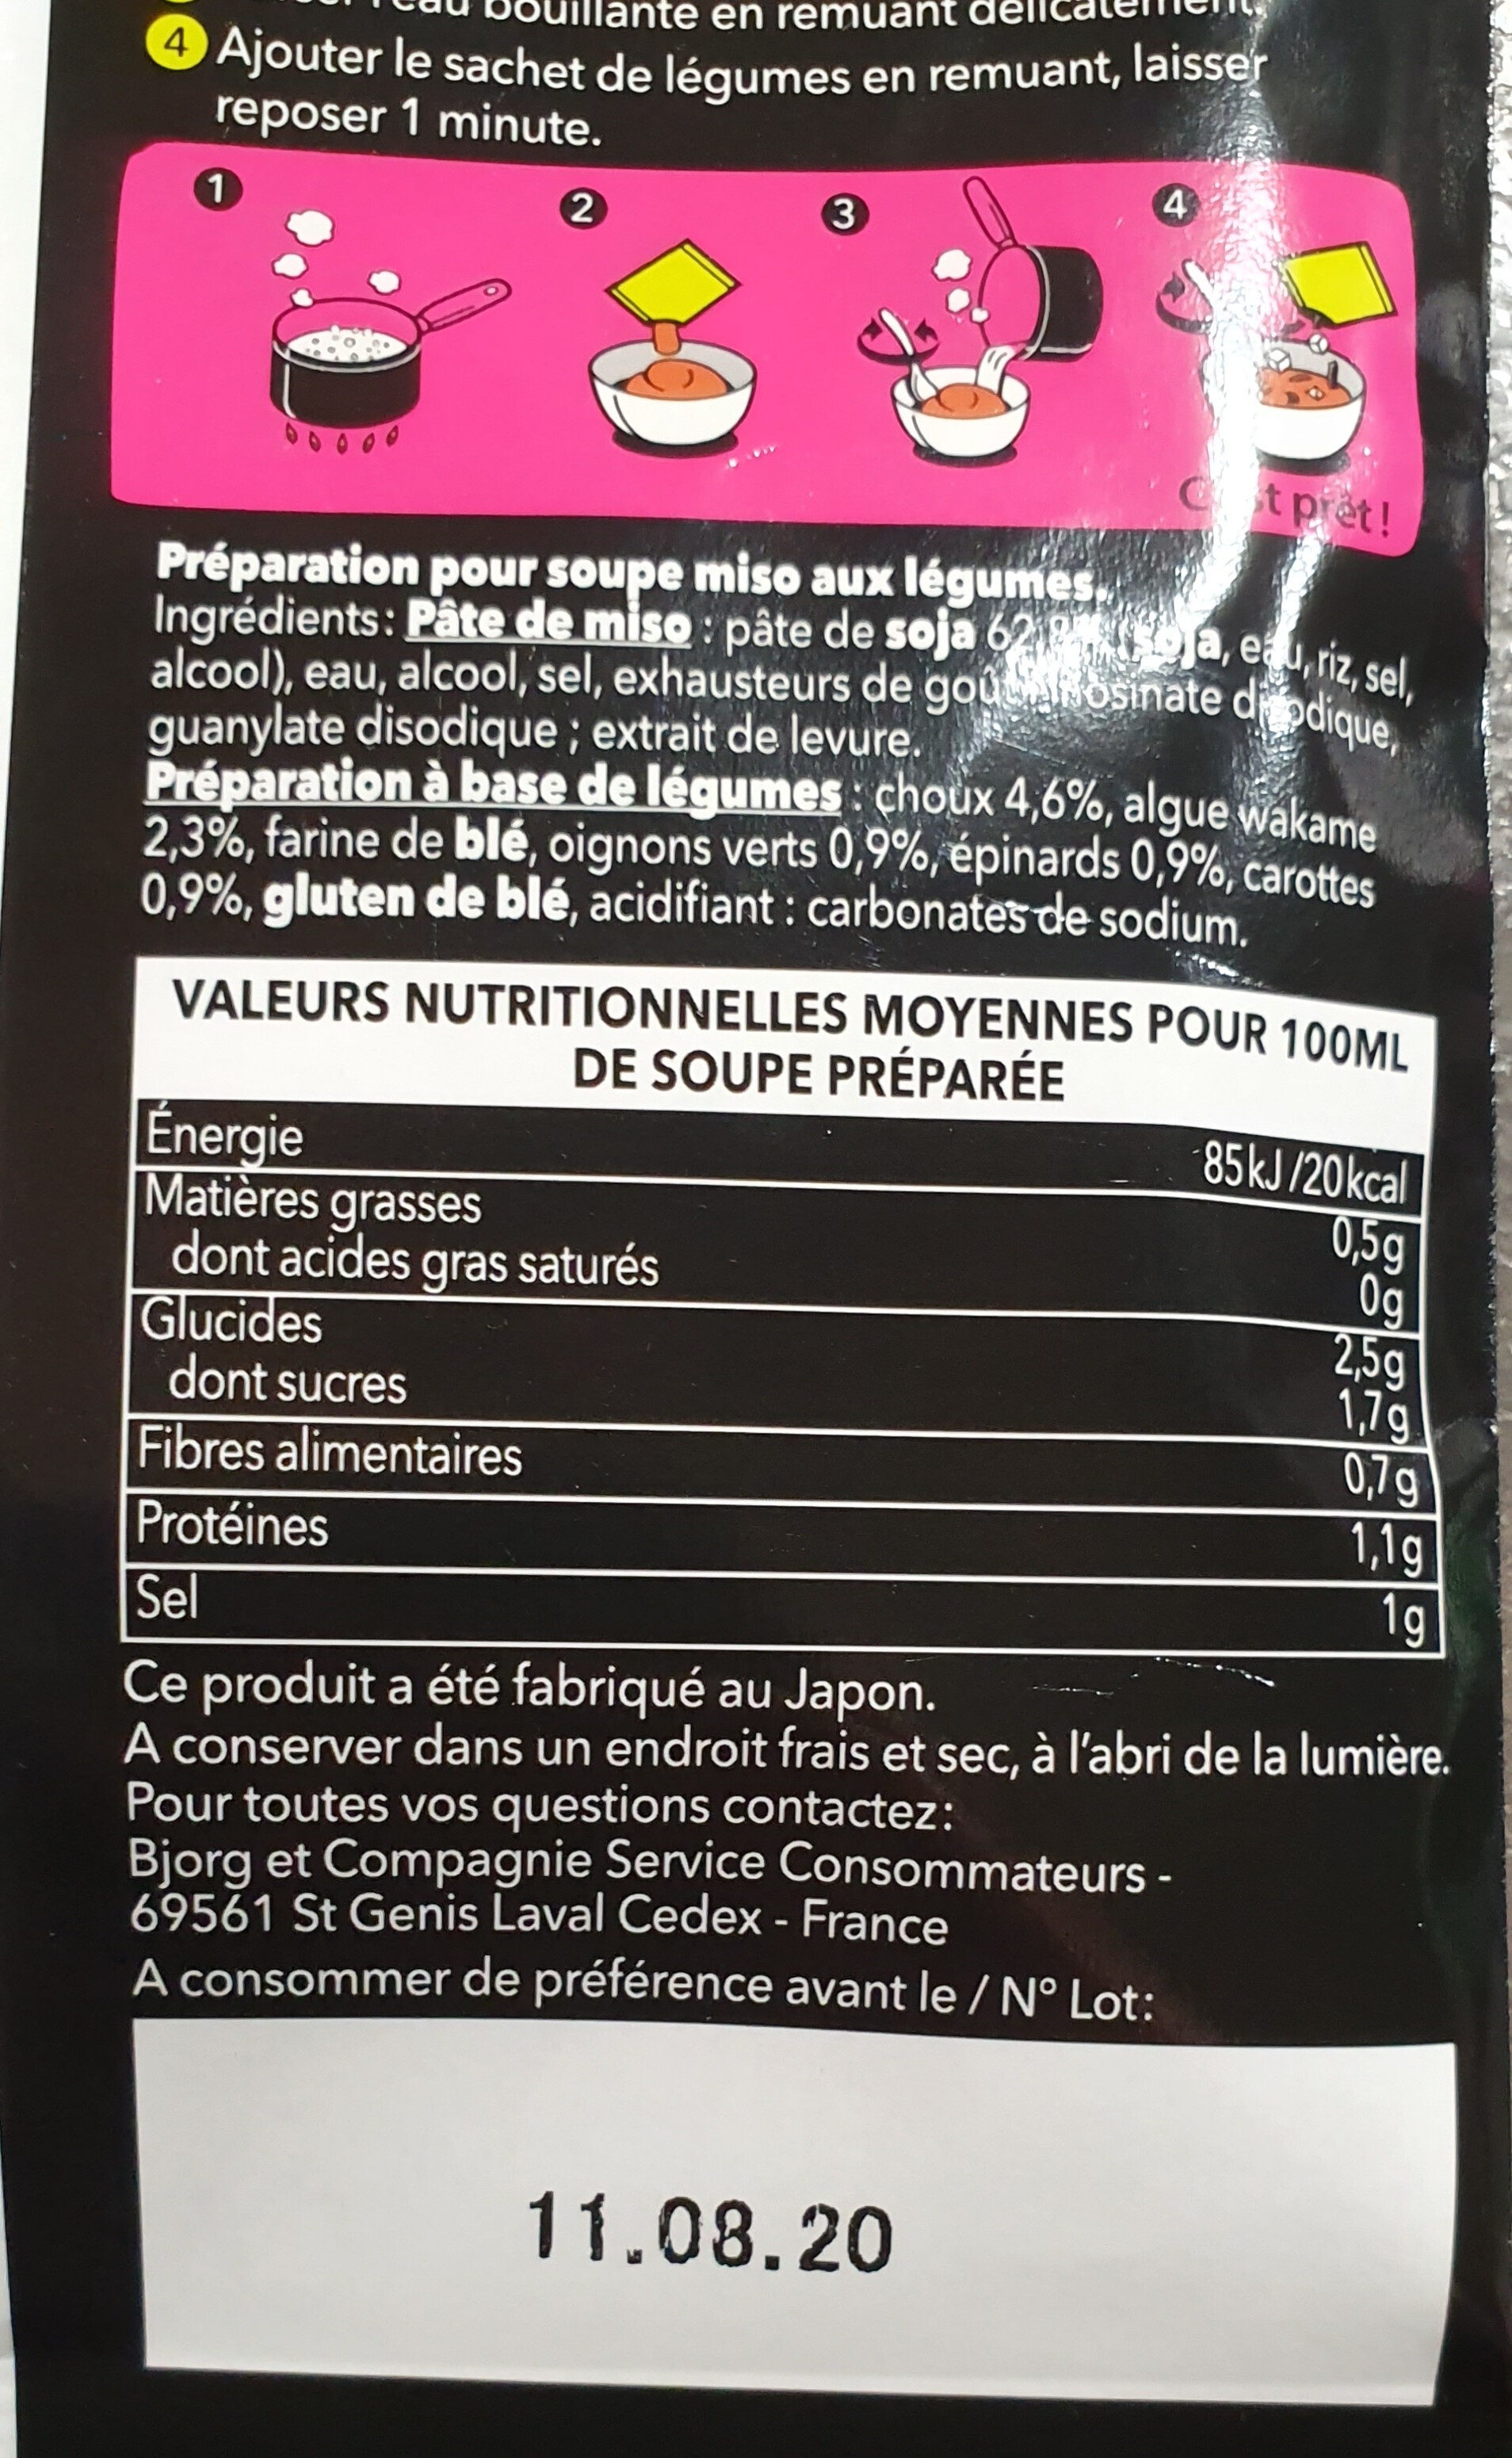 bouillante en remuant
4 Ajouter le sachet de légumes en remuant, laisser
reposer 1 minute.
1 2 3 4
prêt !
Préparation pour soupe miso aux légumes.
Ingrédients : Pâte de miso : pâte de soja (soja, eau, riz, sel,
alcool), eau, alcool, sel, exhausteurs de goût disodique,
guanylate disodique ; extrait de levure.
Préparation à base de légumes : choux 4,6%, algue wakame
2,3%, farine de blé, oignons verts 0,9%, épinards 0,9%, carottes
0,9%, gluten de blé, acidifiant : carbonates de sodium.
VALEURS NUTRITIONNELLES MOYENNES POUR 100ML
DE SOUPE PRÉPARÉE
Énergie 85kJ/20kcal
Matières grasses 0,5g
dont acides gras saturés 0g
Glucides 2,5g
dont sucres 1,7g
Fibres alimentaires 0,7g
Protéines 1,1g
Sel 1g
Ce produit a été fabriqué au Japon.
A conserver dans un endroit frais et sec, à l'abri de la lumière.
Pour toutes vos questions contactez:
Bjorg et Compagnie Service Consommateurs -
69561 St Genis Laval Cedex - France
A consommer de préférence avant le / N° Lot:
11.08.20